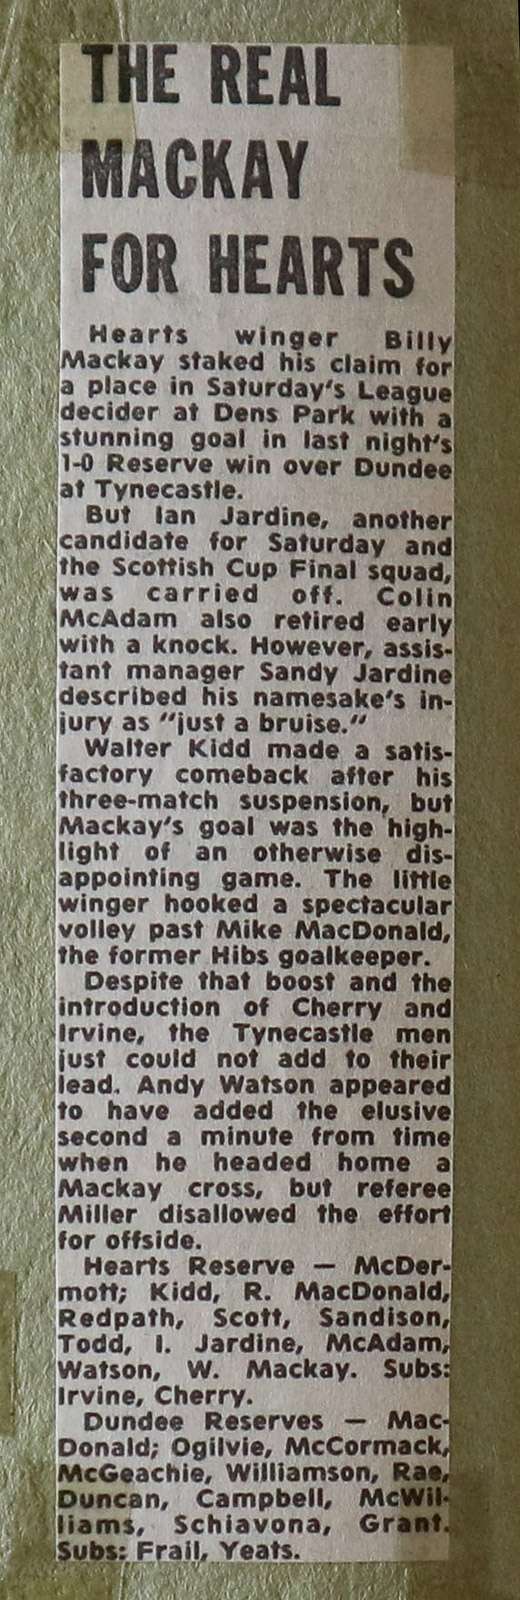 THE REAL
MACKAY
FOR HEARTS
Hearts winger Billy
Mackay staked his claim for
a place in Saturday's League
decider at Dens Park with a
stunning goal in last night's
1-0 Reserve win over Dundee
at Tynecastle.
But Ian Jardine, another
candidate for Saturday and
the Scottish Cup Final squad,
was carried off. Colin
McAdam also retired early
with a knock. However, assis-
tant manager Sandy Jardine
described his namesake's in-
jury as "just a bruise."
Walter Kidd made a satis-
factory comeback after his
three-match suspension, but
Mackay's goal was the high-
light of an otherwise dis-
appointing game. The little
winger hooked a spectacular
volley past Mike MacDonald,
the former Hibs goalkeeper.
Despite that boost and the
introduction of Cherry and
Irvine, the Tynecastle men
just could not add to their
lead. Andy Watson appeared
to have added the elusive
second a minute from time
when he headed home a
Mackay cross, but referee
Miller disallowed the effort
for offside.
Hearts Reserve — McDer-
mott; Kidd, R. MacDonald,
Redpath, Scott, Sandison,
Todd, I. Jardine, McAdam,
Watson, W. Mackay. Subs:
Irvine, Cherry.
Dundee Reserves — Mac-
Donald; Ogilvie, McCormack,
McGeachie, Williamson, Rae,
Duncan, Campbell, McWil-
liams, Schiavona, Grant.
Subs: Frail, Yeats.